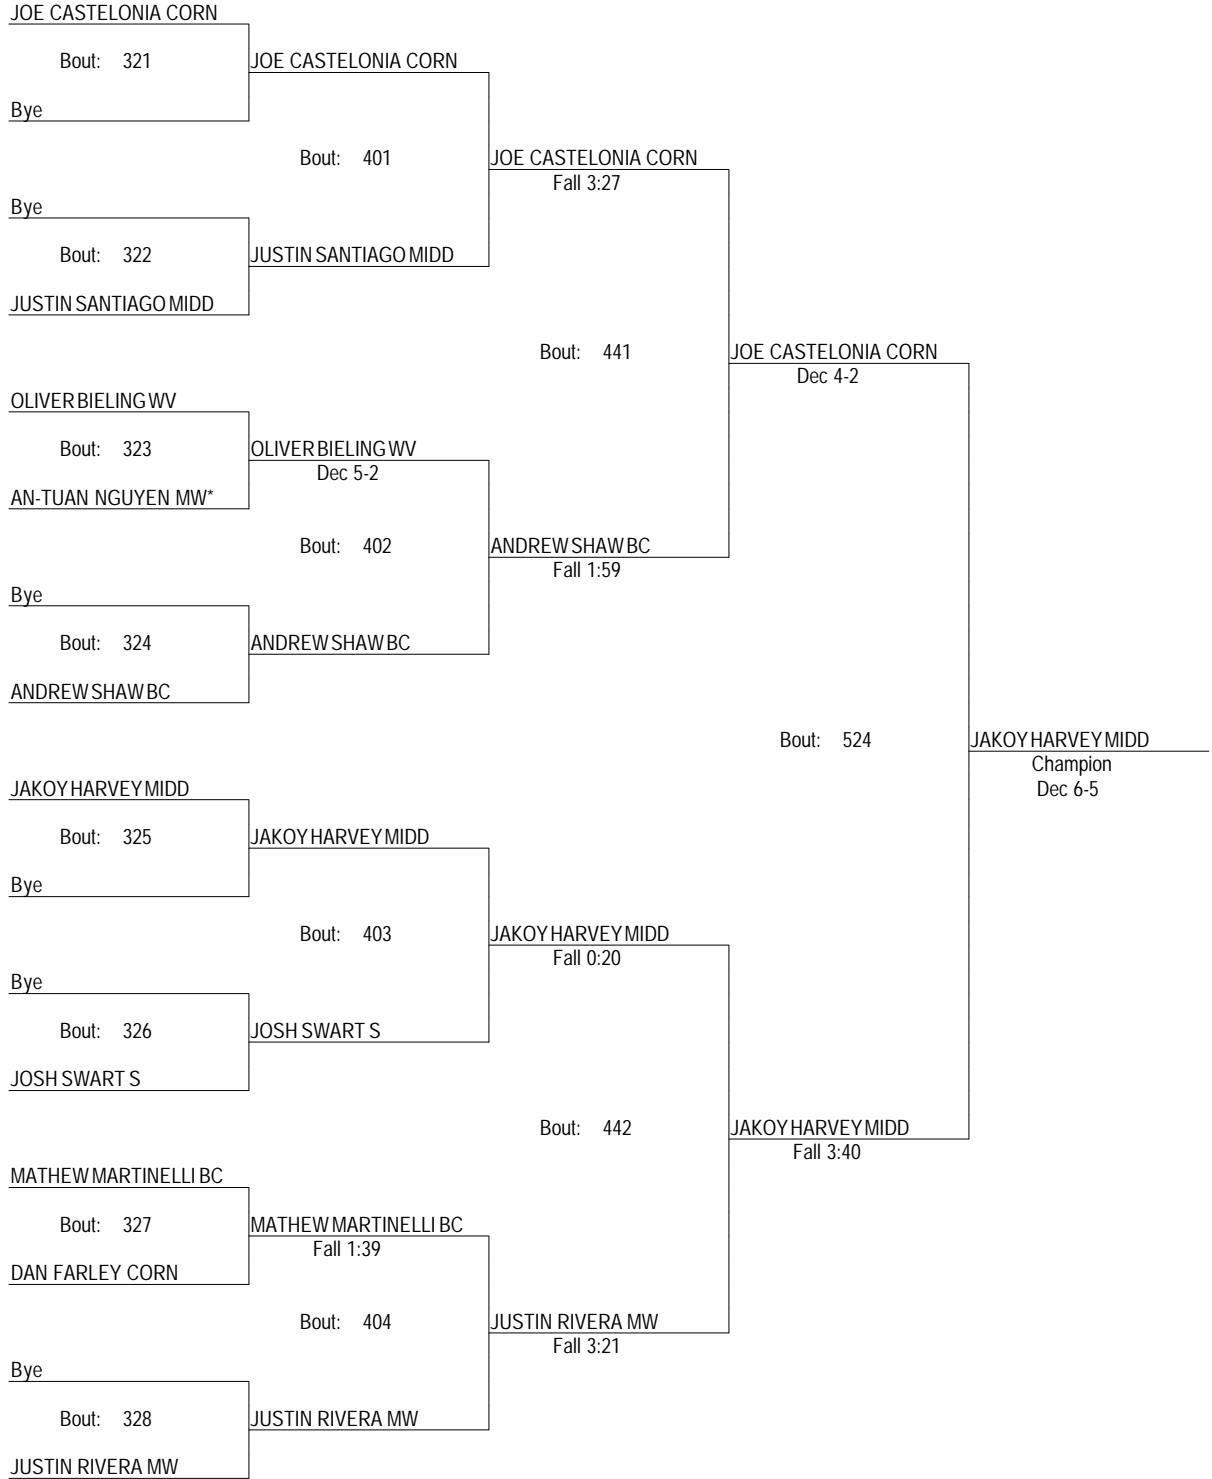 JOE CASTELONIA CORN
Bout: 321
JOE CASTELONIA CORN
Bye
Bout: 401
JOE CASTELONIA CORN
Fall 3:27
Bye
Bout: 322
JUSTIN SANTIAGO MIDD
JUSTIN SANTIAGO MIDD
Bout: 441
JOE CASTELONIA CORN
Dec 4-2
OLIVER BIELING WV
Bout: 323
OLIVER BIELING WV
Dec 5-2
AN-TUAN NGUYEN MW*
Bout: 402
ANDREW SHAW BC
Fall 1:59
Bye
Bout: 324
ANDREW SHAW BC
ANDREW SHAW BC
Bout: 524
JAKOY HARVEY MIDD
Champion
Dec 6-5
JAKOY HARVEY MIDD
Bout: 325
JAKOY HARVEY MIDD
Bye
Bout: 403
JAKOY HARVEY MIDD
Fall 0:20
Bye
Bout: 326
JOSH SWART S
JOSH SWART S
Bout: 442
JAKOY HARVEY MIDD
Fall 3:40
MATHEW MARTINELLI BC
Bout: 327
MATHEW MARTINELLI BC
Fall 1:39
DAN FARLEY CORN
Bout: 404
JUSTIN RIVERA MW
Fall 3:21
Bye
Bout: 328
JUSTIN RIVERA MW
JUSTIN RIVERA MW